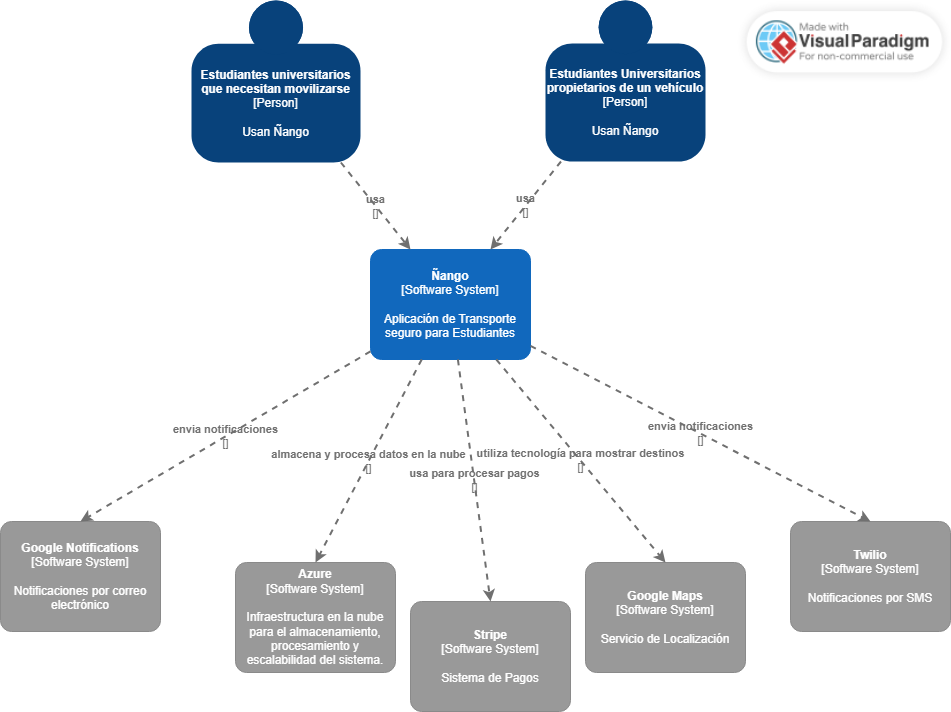 Made with
Visual Paradigm
For non-commercial use
Estudiantes universitarios
que necesitan movilizarse
[Person]
Usan Ñango
Estudiantes Universitarios
propietarios de un vehículo
[Person]
Usan Ñango
usa
[]
usa
[]
Ñango
[Software System]
Aplicación de Transporte
seguro para Estudiantes
envia notificaciones
[]
almacena y procesa datos en la nube
[]
usa para procesar pagos
[]
utiliza tecnología para mostrar destinos
[]
envia notificaciones
[]
Google Notifications
[Software System]
Notificaciones por correo
electrónico
Azure
[Software System]
Infraestructura en la nube
para el almacenamiento,
procesamiento y
escalabilidad del sistema.
Stripe
[Software System]
Sistema de Pagos
Google Maps
[Software System]
Servicio de Localización
Twilio
[Software System]
Notificaciones por SMS